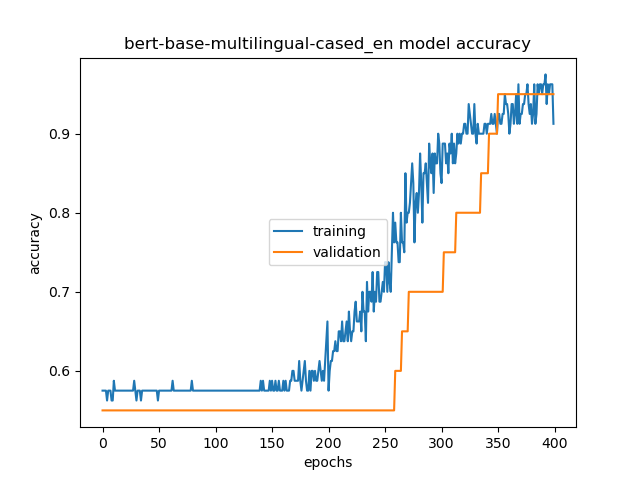 bert-base-multilingual-cased_en model accuracy
accuracy
0.9
0.8
0.7
0.6
training
validation
0 50 100 150 200 250 300 350 400
epochs